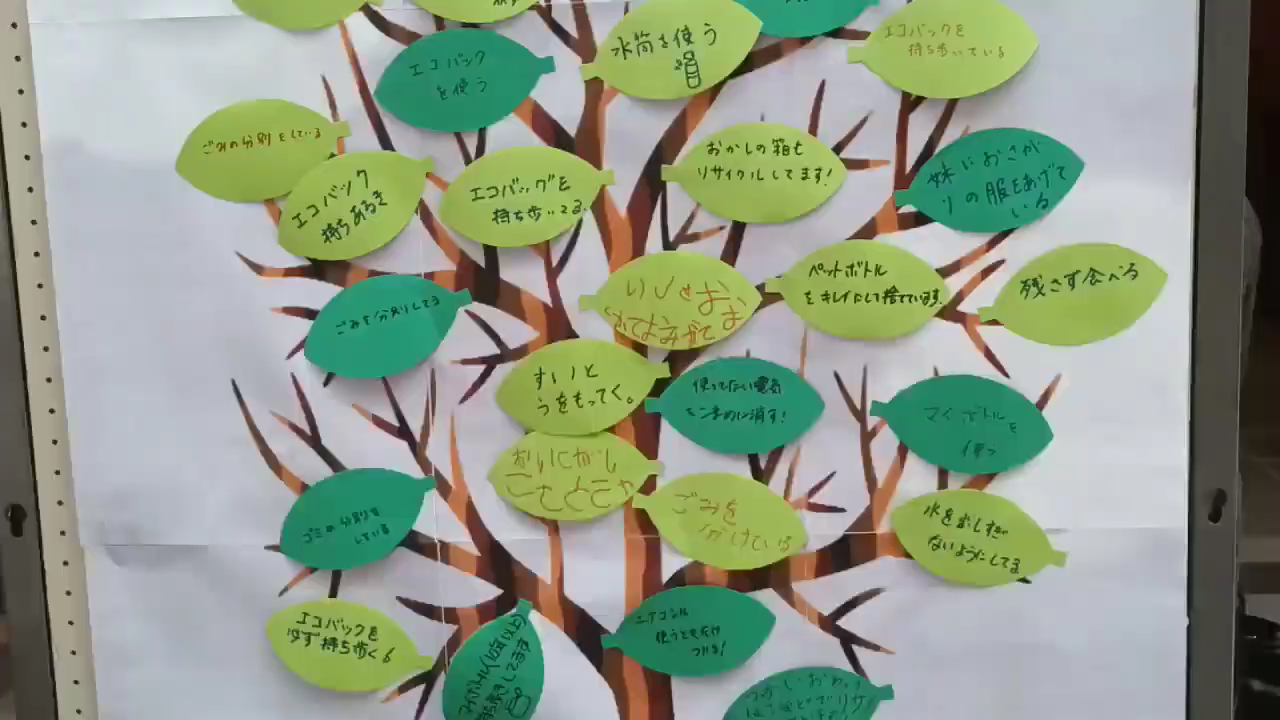 エコバック
を使う
水筒を使う
エコバックを
持ち歩いている
ごみの分別をしている
エコバック
持ちあるき
エコバッグを
持ち歩いてる。
おかしの箱も
リサイクルしてます!
妹におさが
りの服をあげて
いる
ごみを分別してる
ペットボトル
をキレイにして捨てています。
残さず食べる
すいと
うをもってく。
使ってない電気
をこまめに消す!
マイボトルを
使う
ごみを
分けている
ゴミの分別を
している
水を出しすぎ
ないようにしてる
エコバックを
必ず持ち歩く
エアコンは
使うときだけ
つける!